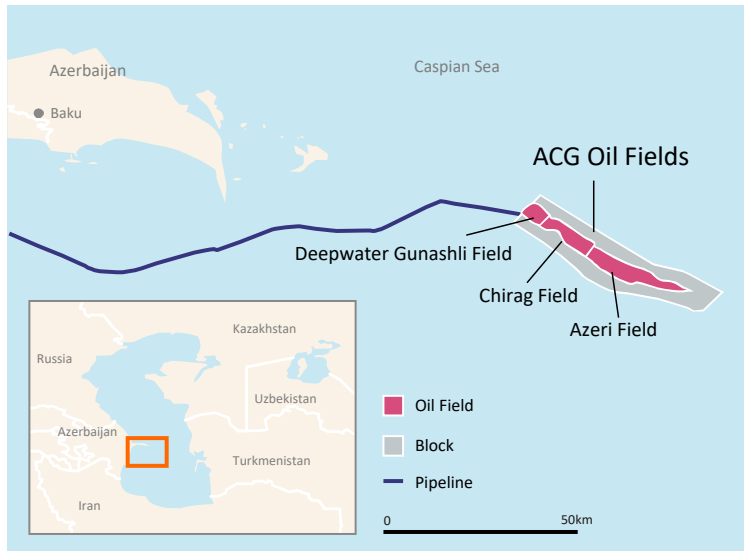 Azerbaijan
Baku
Caspian Sea
ACG Oil Fields
Deepwater Gunashli Field
Chirag Field
Azeri Field
Kazakhstan
Russia
Uzbekistan
Azerbaijan
Turkmenistan
Iran
Oil Field
Block
Pipeline
0 50km